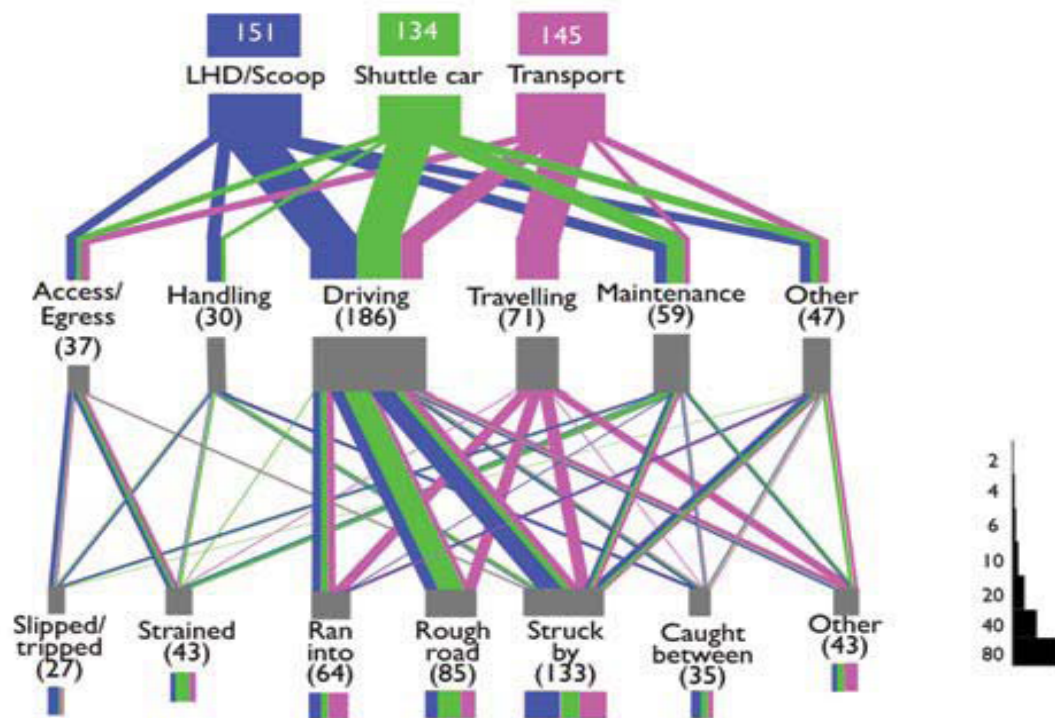 151 134 145
LHD/Scoop Shuttle car Transport
Access/
Egress
(37)
Handling
(30)
Driving
(186)
Travelling
(71)
Maintenance
(59)
Other
(47)
Slipped/
tripped
(27)
Strained
(43)
Ran
into
(64)
Rough
road
(85)
Struck
by
(133)
Caught
between
(35)
Other
(43)
2
4
6
10
20
40
80